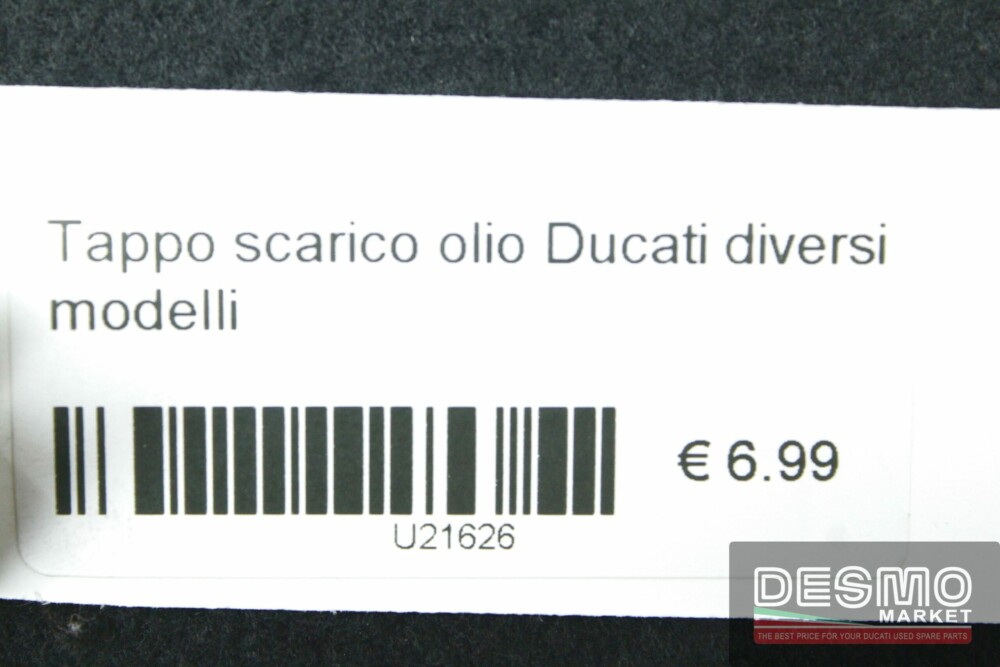 Tappo scarico olio Ducati diversi
modelli
€ 6.99
U21626
DESMO
MARKET
THE BEST PRICE FOR YOUR DUCATI USED SPARE PARTS